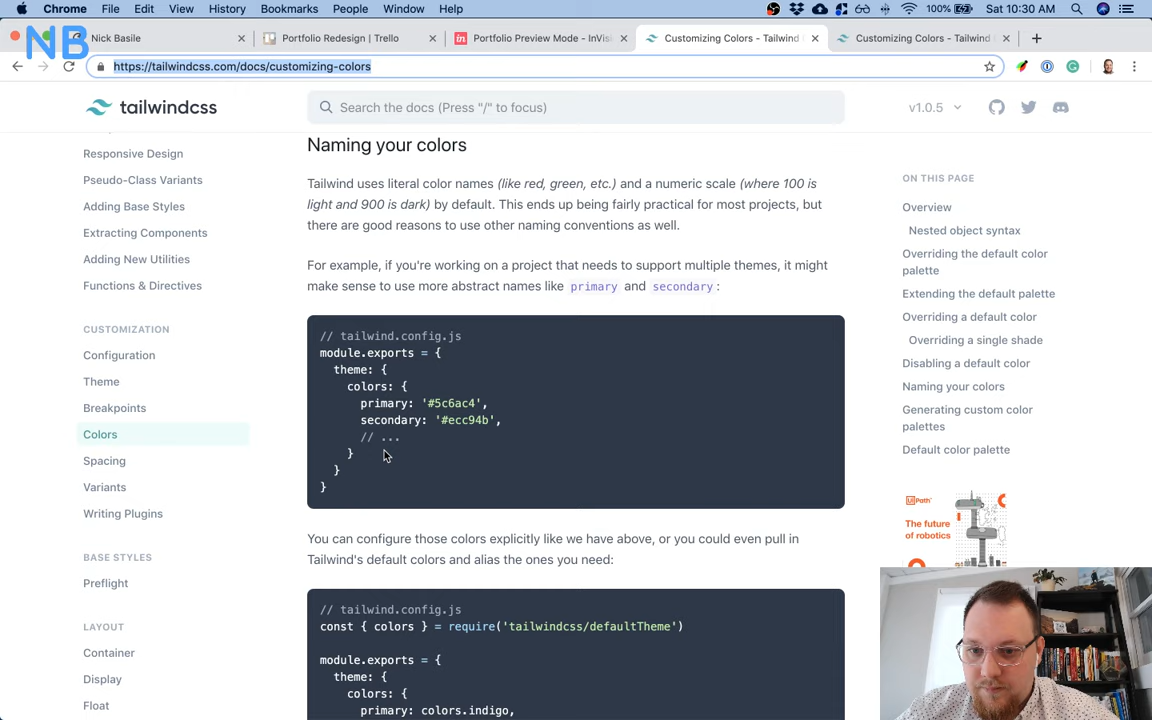 Chrome File Edit View History Bookmarks People Window Help
100% Sat 10:30 AM
NB
Nick Basile
Portfolio Redesign | Trello
Portfolio Preview Mode - InVis
Customizing Colors - Tailwind
Customizing Colors - Tailwind
https://tailwindcss.com/docs/customizing-colors
tailwindcss
Search the docs (Press "/" to focus)
v1.0.5
Responsive Design
Pseudo-Class Variants
Adding Base Styles
Extracting Components
Adding New Utilities
Functions & Directives
CUSTOMIZATION
Configuration
Theme
Breakpoints
Colors
Spacing
Variants
Writing Plugins
BASE STYLES
Preflight
LAYOUT
Container
Display
Float
Naming your colors
Tailwind uses literal color names (like red, green, etc.) and a numeric scale (where 100 is
light and 900 is dark) by default. This ends up being fairly practical for most projects, but
there are good reasons to use other naming conventions as well.
For example, if you're working on a project that needs to support multiple themes, it might
make sense to use more abstract names like primary and secondary:
// tailwind.config.js
module.exports = {
theme: {
colors: {
primary: '#5c6ac4',
secondary: '#ecc94b',
// ...
}
}
}
You can configure those colors explicitly like we have above, or you could even pull in
Tailwind's default colors and alias the ones you need:
// tailwind.config.js
const { colors } = require('tailwindcss/defaultTheme')
module.exports = {
theme: {
colors: {
primary: colors.indigo,
ON THIS PAGE
Overview
Nested object syntax
Overriding the default color
palette
Extending the default palette
Overriding a default color
Overriding a single shade
Disabling a default color
Naming your colors
Generating custom color
palettes
Default color palette
UiPath
The future
of robotics